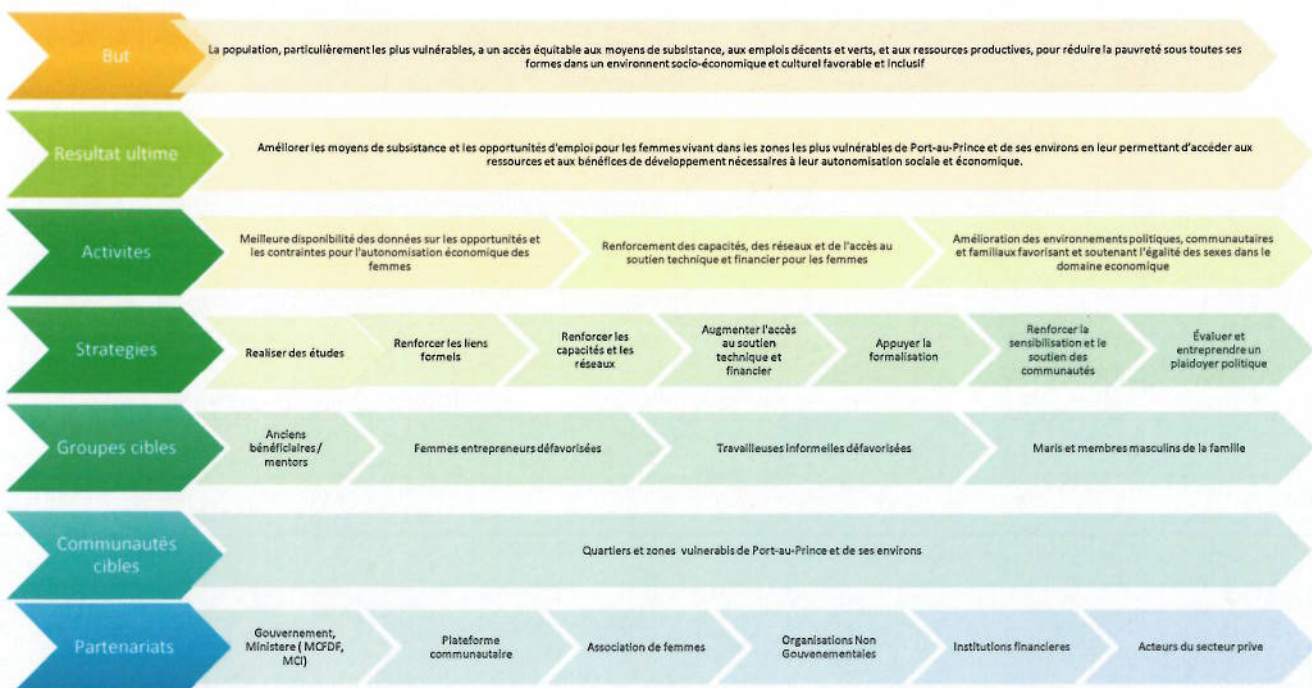 But
La population, particulièrement les plus vulnérables, a un accès équitable aux moyens de subsistance, aux emplois décents et verts, et aux ressources productives, pour réduire la pauvreté sous toutes ses
formes dans un environnent socio-économique et culturel favorable et inclusif
Resultat ultime
Améliorer les moyens de subsistance et les opportunités d'emploi pour les femmes vivant dans les zones les plus vulnérables de Port-au-Prince et de ses environs en leur permettant d'accéder aux
ressources et aux bénéfices de développement nécessaires à leur autonomisation sociale et économique.
Activites
Meilleure disponibilité des données sur les opportunités et
les contraintes pour l'autonomisation économique des
femmes
Renforcement des capacités, des réseaux et de l'accès au
soutien technique et financier pour les femmes
Amélioration des environnements politiques, communautaires
et familiaux favorisant et soutenant l'égalité des sexes dans le
domaine economique
Strategies
Realiser des études
Renforcer les liens
formels
Renforcer les
capacités et les
réseaux
Augmenter l'accès
au soutien
technique et
financier
Appuyer la
formalisation
Renforcer la
sensibilisation et le
soutien des
communautés
Évaluer et
entreprendre un
plaidoyer politique
Groupes cibles
Anciens
bénéficiaires /
mentors
Femmes entrepreneurs défavorisées
Travailleuses informelles défavorisées
Maris et membres masculins de la famille
Communautés
cibles
Quartiers et zones vulnerabis de Port-au-Prince et de ses environs
Partenariats
Gouvernement,
Ministere ( MCFDF,
MCI)
Plateforme
communautaire
Association de femmes
Organisations Non
Gouvenementales
Institutions financieres
Acteurs du secteur prive